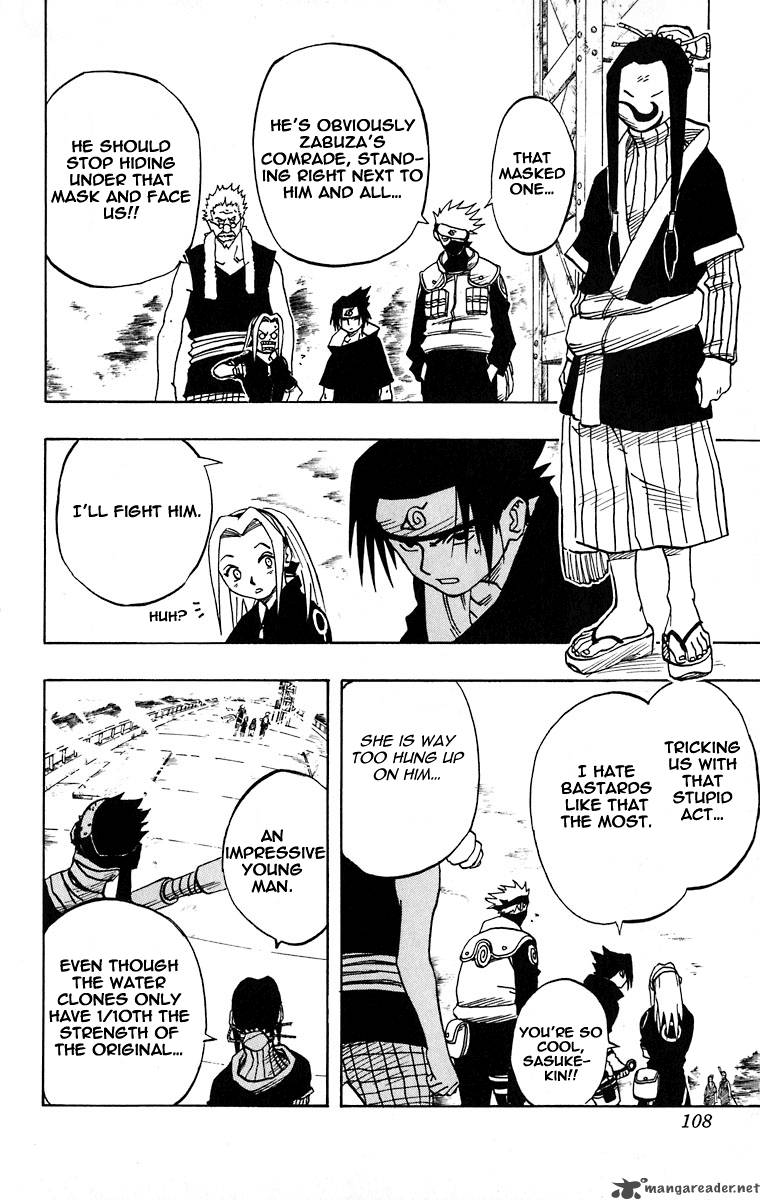 THAT
MASKED
ONE...
HE'S OBVIOUSLY
ZABUZA'S
COMRADE, STAND-
ING RIGHT NEXT TO
HIM AND ALL...
HE SHOULD
STOP HIDING
UNDER THAT
MASK AND FACE
US!!
I'LL FIGHT HIM.
HUH?
TRICKING
US WITH
THAT
STUPID
ACT...
I HATE
BASTARDS
LIKE THAT
THE MOST.
YOU'RE SO
COOL,
SASUKE-
KIN!!
SHE IS WAY
TOO HUNG UP
ON HIM...
AN
IMPRESSIVE
YOUNG
MAN.
EVEN THOUGH
THE WATER
CLONES ONLY
HAVE 1/10TH THE
STRENGTH OF
THE ORIGINAL...
108
mangareader.net